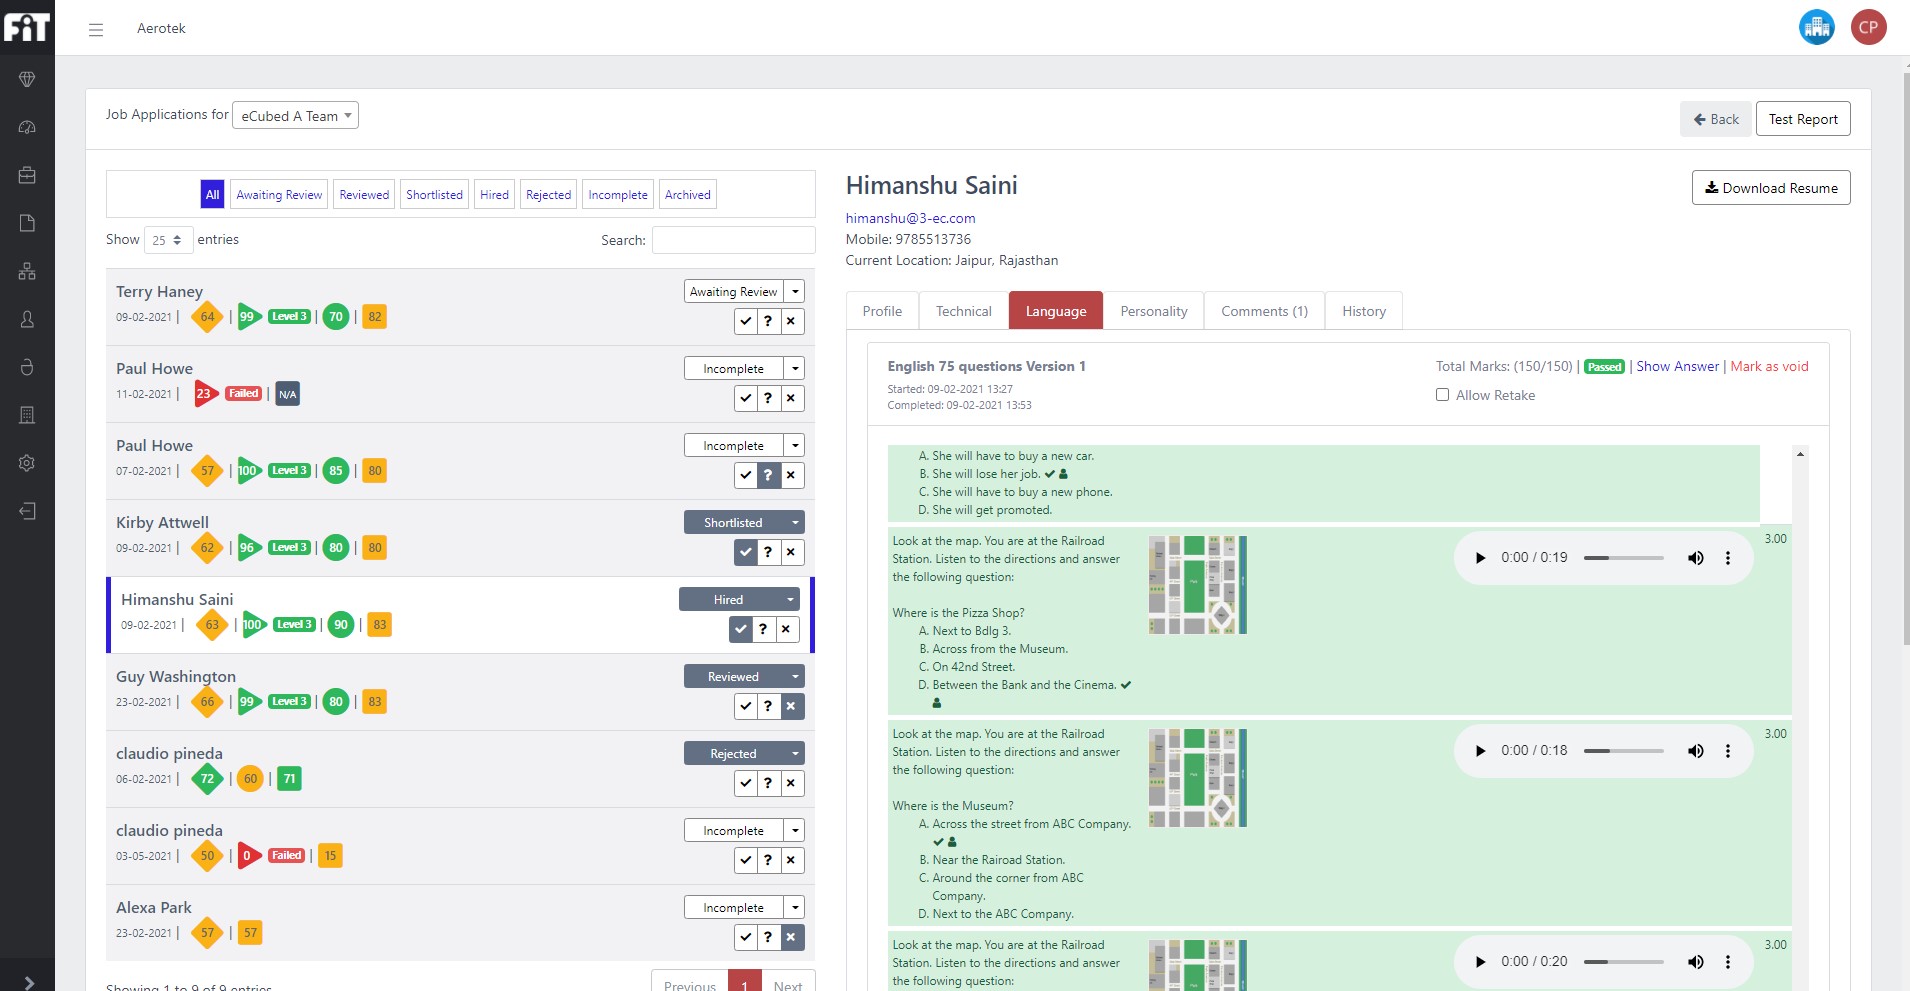 FiT
Aerotek
CP
Job Applications for eCubed A Team
Back
Test Report
All
Awaiting Review
Reviewed
Shortlisted
Hired
Rejected
Incomplete
Archived
Show 25 entries
Search:
Terry Haney
Awaiting Review
09-02-2021 | 64 | 99 Level 3 | 70 | 82
?
Paul Howe
Incomplete
11-02-2021 | 23 Failed | N/A
?
Paul Howe
Incomplete
07-02-2021 | 57 | 100 Level 3 | 85 | 80
?
Kirby Attwell
Shortlisted
09-02-2021 | 62 | 96 Level 3 | 80 | 80
?
Himanshu Saini
Hired
09-02-2021 | 63 | 100 Level 3 | 90 | 83
?
Guy Washington
Reviewed
23-02-2021 | 66 | 99 Level 3 | 80 | 83
?
claudio pineda
Rejected
06-02-2021 | 72 | 60 | 71
?
claudio pineda
Incomplete
03-05-2021 | 50 | 0 Failed | 15
?
Alexa Park
Incomplete
23-02-2021 | 57 | 57
?
Showing 1 to 9 of 9 entries
Previous 1 Next
Himanshu Saini
Download Resume
himanshu@3-ec.com
Mobile: 9785513736
Current Location: Jaipur, Rajasthan
Profile
Technical
Language
Personality
Comments (1)
History
English 75 questions Version 1
Total Marks: (150/150) | Passed | Show Answer | Mark as void
Started: 09-02-2021 13:27
Completed: 09-02-2021 13:53
Allow Retake
A. She will have to buy a new car.
B. She will lose her job.
C. She will have to buy a new phone.
D. She will get promoted.
Look at the map. You are at the Railroad
Station. Listen to the directions and answer
the following question:
0:00 / 0:19
3.00
Where is the Pizza Shop?
A. Next to Bdlg 3.
B. Across from the Museum.
C. On 42nd Street.
D. Between the Bank and the Cinema.
Look at the map. You are at the Railroad
Station. Listen to the directions and answer
the following question:
0:00 / 0:18
3.00
Where is the Museum?
A. Across the street from ABC Company.
B. Near the Rairoad Station.
C. Around the corner from ABC
Company.
D. Next to the ABC Company.
Look at the map. You are at the Railroad
Station. Listen to the directions and answer
the following question:
0:00 / 0:20
3.00